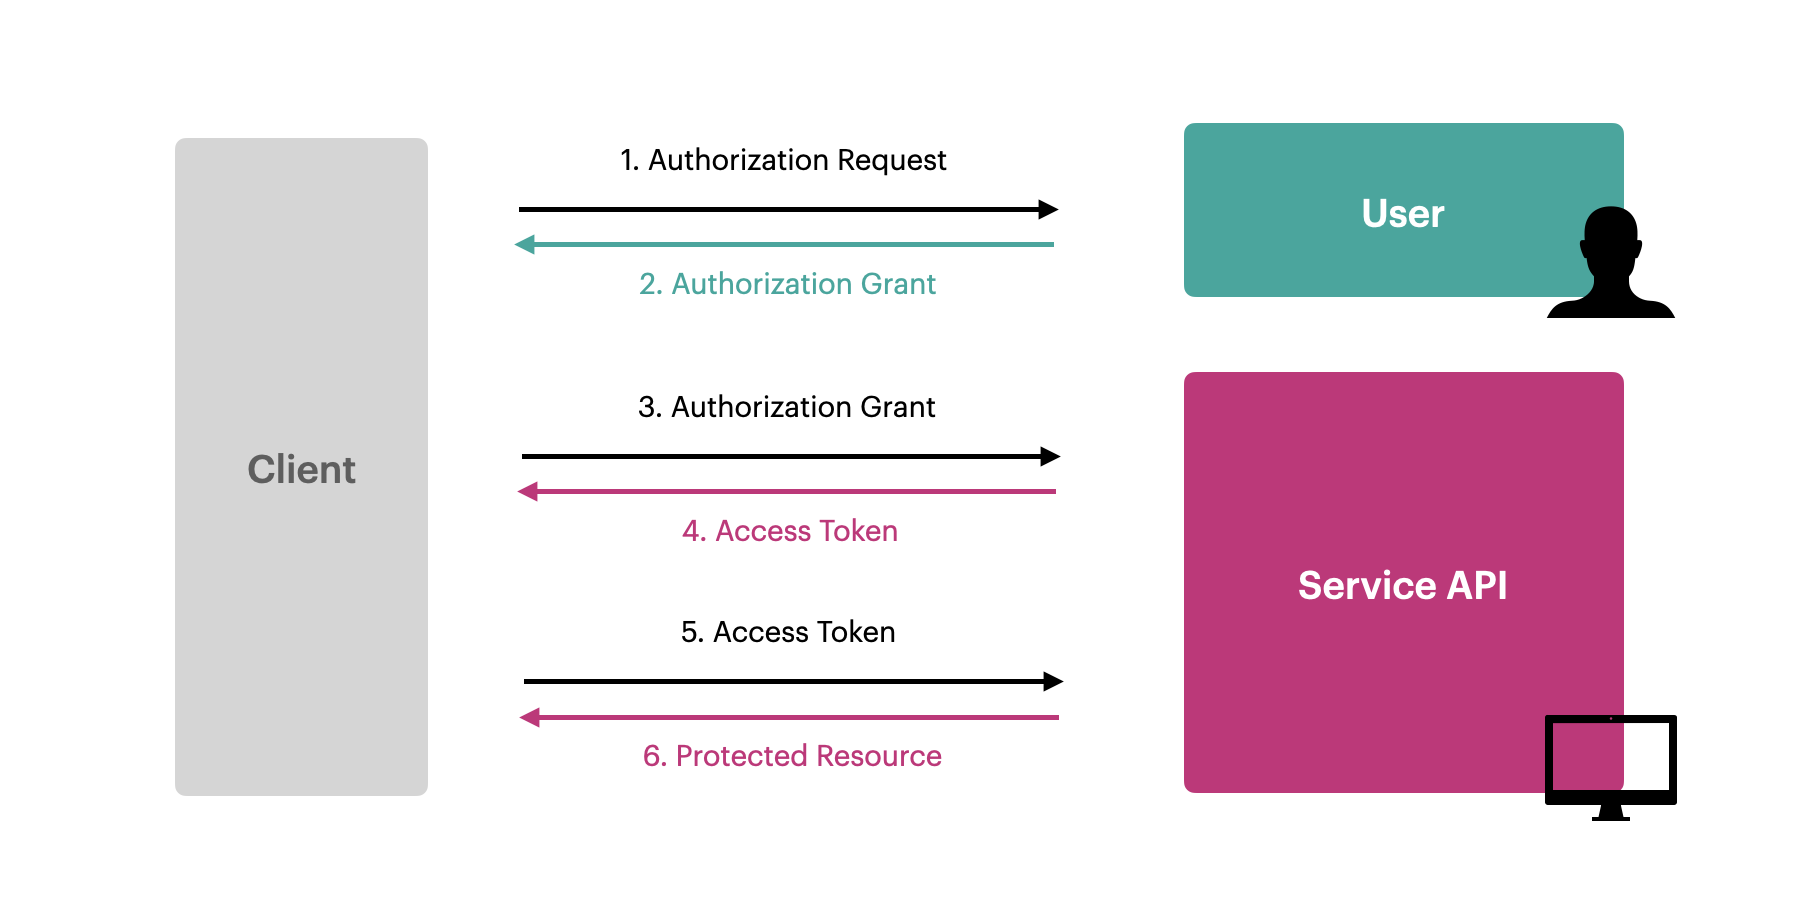 1. Authorization Request
User
2. Authorization Grant
3. Authorization Grant
Client
4. Access Token
Service API
5. Access Token
6. Protected Resource